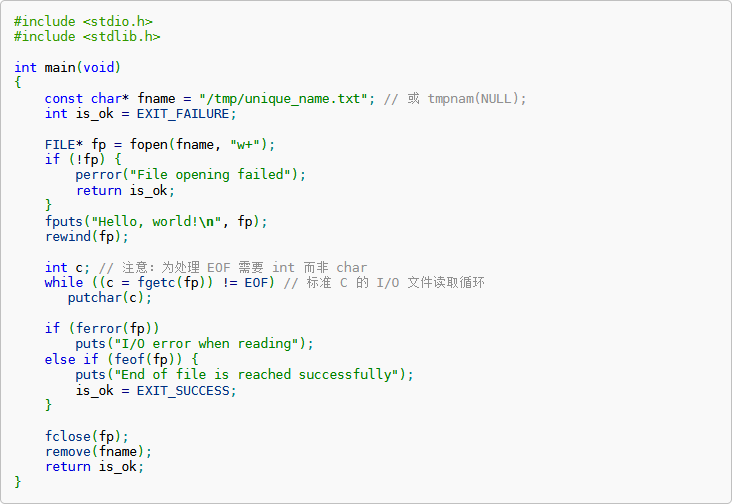 #include <stdio.h>
#include <stdlib.h>
int main(void)
{
    const char* fname = "/tmp/unique_name.txt"; // 或 tmpnam(NULL);
    int is_ok = EXIT_FAILURE;
    FILE* fp = fopen(fname, "w+");
    if (!fp) {
        perror("File opening failed");
        return is_ok;
    }
    fputs("Hello, world!\n", fp);
    rewind(fp);
    int c; // 注意：为处理 EOF 需要 int 而非 char
    while ((c = fgetc(fp)) != EOF) // 标准 C 的 I/O 文件读取循环
       putchar(c);
    if (ferror(fp))
        puts("I/O error when reading");
    else if (feof(fp)) {
        puts("End of file is reached successfully");
        is_ok = EXIT_SUCCESS;
    }
    fclose(fp);
    remove(fname);
    return is_ok;
}